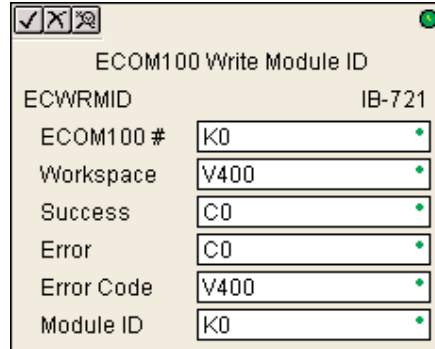 ECOM100 Write Module ID
ECWRMID IB-721
ECOM100 # K0
Workspace V400
Success C0
Error C0
Error Code V400
Module ID K0